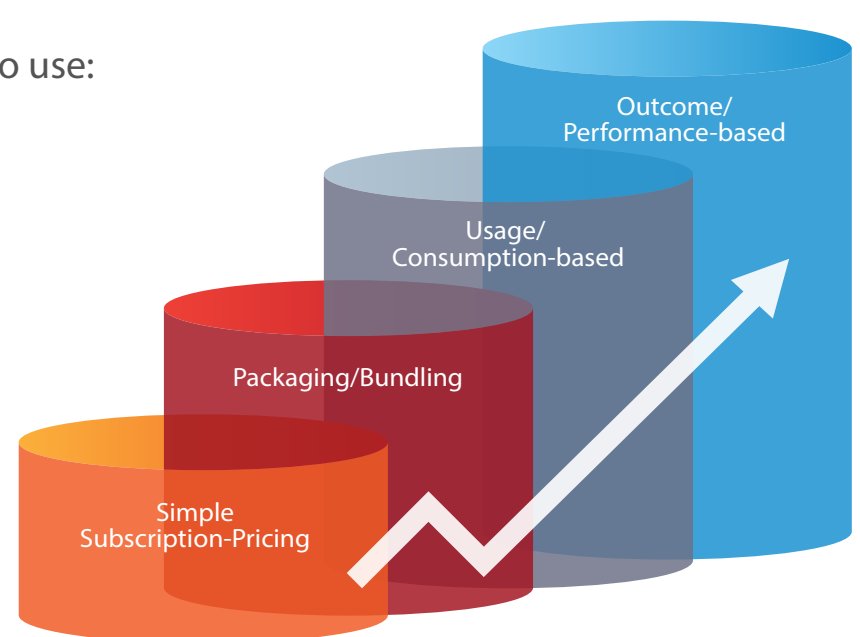 o use:
Outcome/
Performance-based
Usage/
Consumption-based
Packaging/Bundling
Simple
Subscription-Pricing